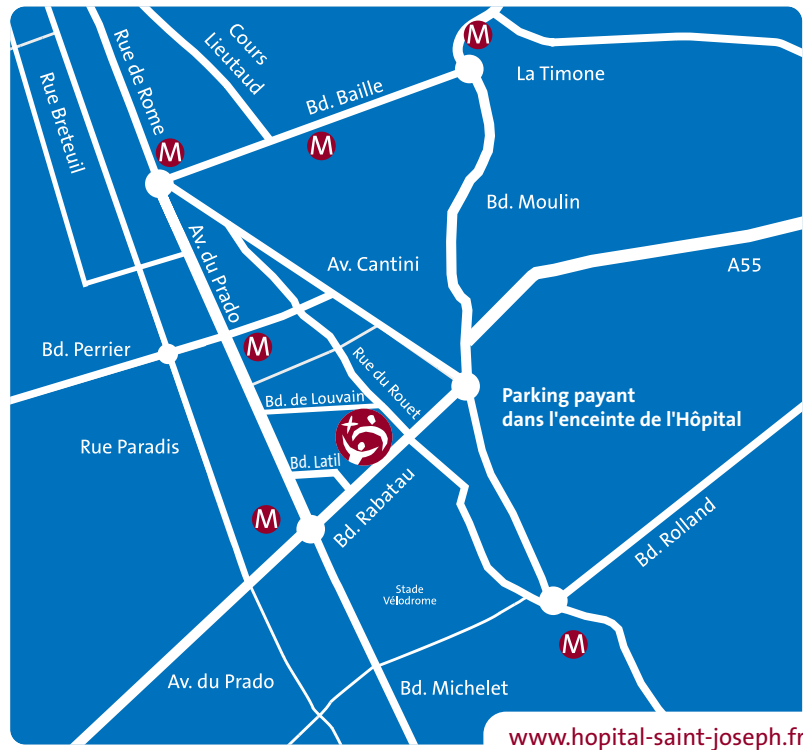 M
La Timone
Cours
Lieutaud
Rue de Rome
Rue Breteuil
Bd. Baille
M
M
Bd. Moulin
Av. du Prado
Av. Cantini
A55
Bd. Perrier
M
Rue du Rouet
Bd. de Louvain
Parking payant
dans l'enceinte de l'Hôpital
Rue Paradis
Bd. Latil
M
Bd. Rabatau
Bd. Rolland
Stade
Vélodrome
M
Av. du Prado
Bd. Michelet
www.hopital-saint-joseph.fr